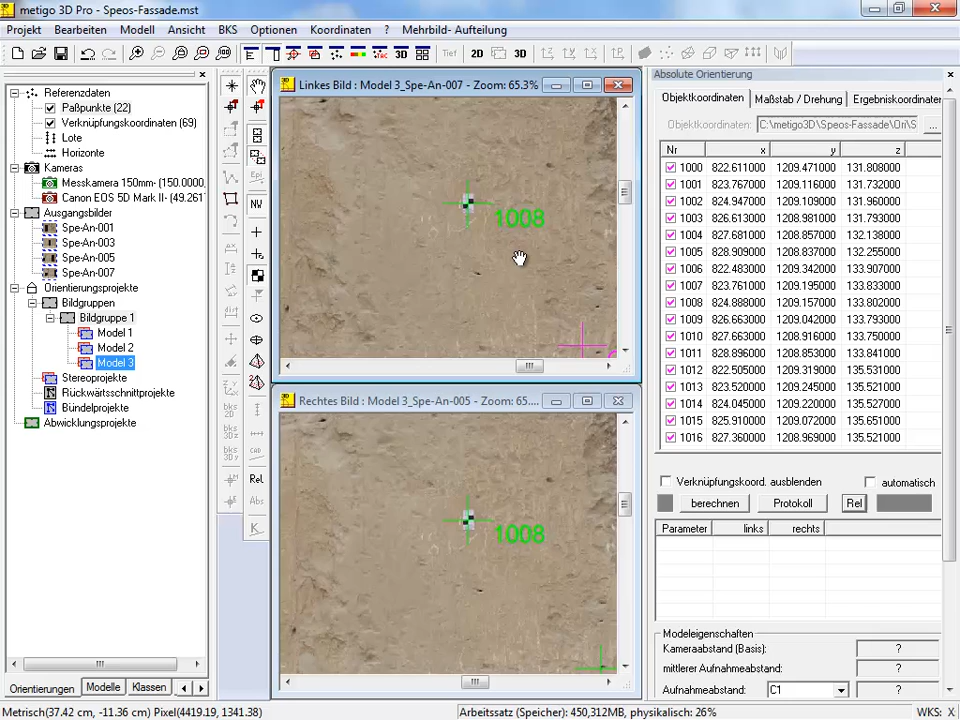 metigo 3D Pro - Speos-Fassade.mst
Projekt Bearbeiten Modell Ansicht BKS Optionen Koordinaten ? Mehrbild - Aufteilung
Tief 2D 3D
Referenzdaten
Paßpunkte (22)
Verknüpfungskoordinaten (69)
Lote
Horizonte
Kameras
Messkamera 150mm- (150.0000,
Canon EOS 5D Mark II- (49.261
Ausgangsbilder
Spe-An-001
Spe-An-003
Spe-An-005
Spe-An-007
Orientierungsprojekte
Bildgruppen
Bildgruppe 1
Model 1
Model 2
Model 3
Stereoprojekte
Rückwärtsschnittprojekte
Bündelprojekte
Abwicklungsprojekte
Orientierungen Modelle Klassen
Epi
NW
bks
2D
bks
3Dz
bks
3Dy
dist
CAD
Rel
Abs
Linkes Bild : Model 3_Spe-An-007 - Zoom: 65.3%
1008
Rechtes Bild : Model 3_Spe-An-005 - Zoom: 65....
1008
Absolute Orientierung
Objektkoordinaten Maßstab / Drehung Ergebniskoordinate
Objektkoordinaten: C:\metigo3D\Speos-Fassade\Ori\S ...
Nr x y z
1000 822.611000 1209.471000 131.808000
1001 823.767000 1209.116000 131.732000
1002 824.947000 1209.109000 131.960000
1003 826.613000 1208.981000 131.793000
1004 827.681000 1208.857000 132.138000
1005 828.909000 1208.837000 132.255000
1006 822.483000 1209.342000 133.907000
1007 823.761000 1209.195000 133.833000
1008 824.888000 1209.157000 133.802000
1009 826.663000 1209.042000 133.793000
1010 827.663000 1208.916000 133.750000
1011 828.896000 1208.853000 133.841000
1012 822.505000 1209.319000 135.531000
1013 823.520000 1209.245000 135.521000
1014 824.045000 1209.220000 135.527000
1015 825.910000 1209.072000 135.651000
1016 827.360000 1208.969000 135.521000
Verknüpfungskoord. ausblenden automatisch
berechnen Protokoll Rel
Parameter links rechts
Modeleigenschaften
Kameraabstand (Basis): ?
mittlerer Aufnahmeabstand: ?
Aufnahmeabstand: C1 ?
Metrisch(37.42 cm, -11.36 cm) Pixel(4419.19, 1341.38) Arbeitssatz (Speicher): 450,312MB, physikalisch: 26% WKS: X